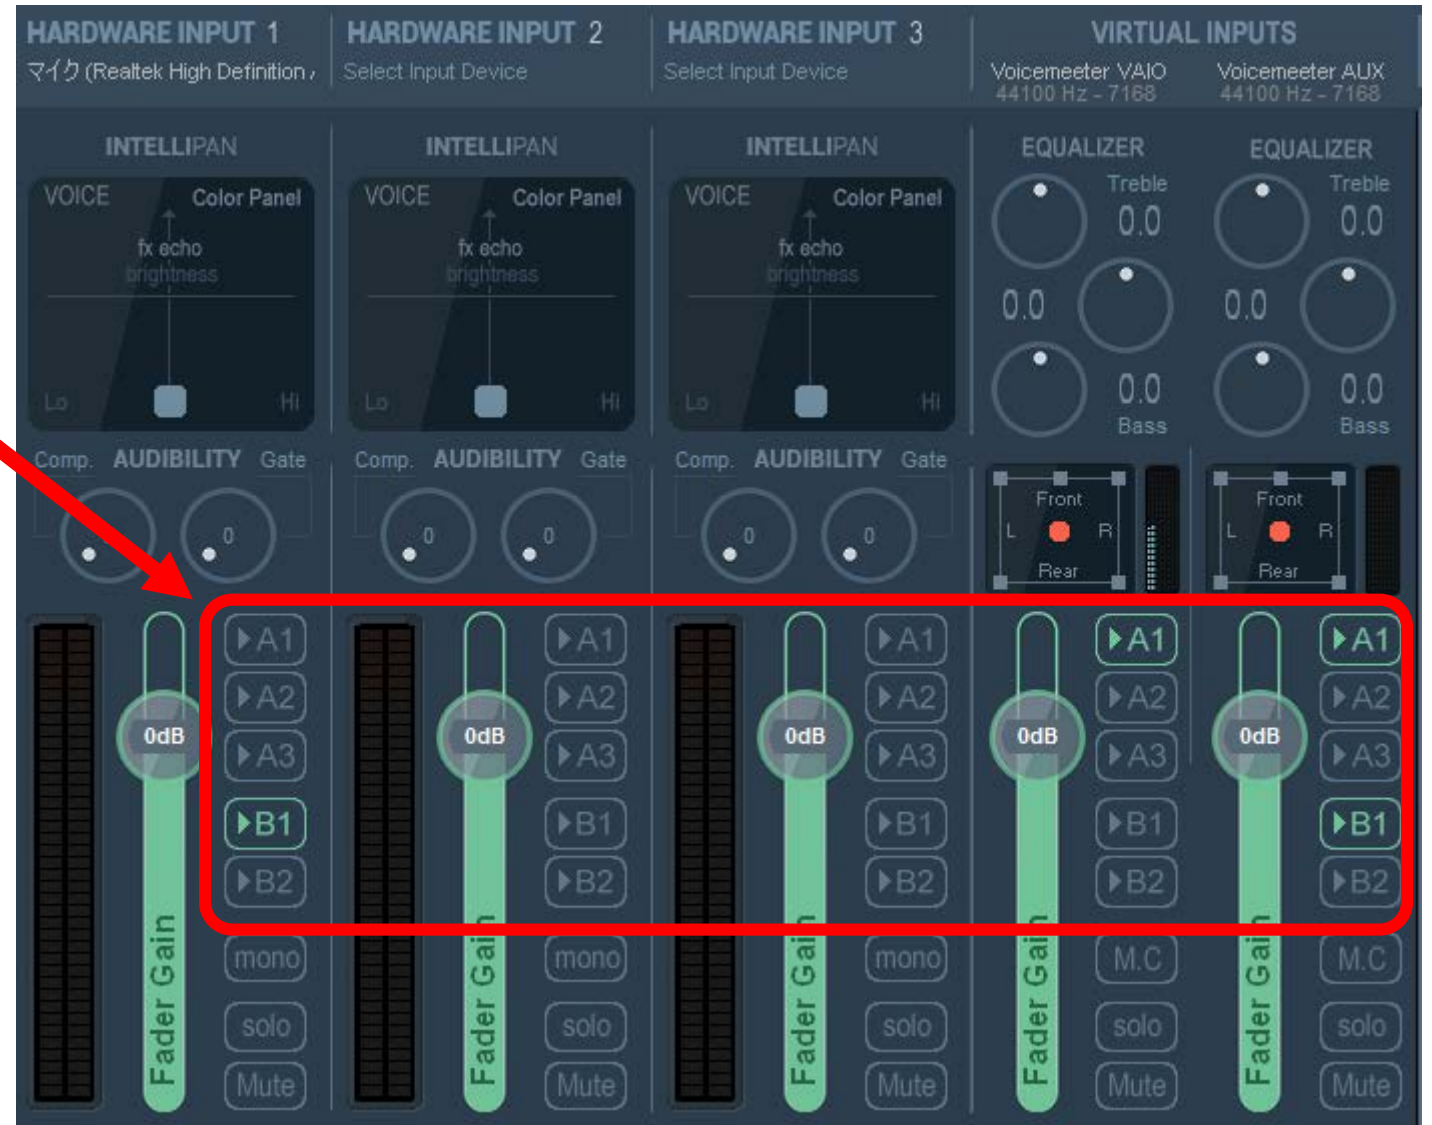 HARDWARE INPUT 1
マイク (Realtek High Definition
HARDWARE INPUT 2
Select Input Device
HARDWARE INPUT 3
Select Input Device
VIRTUAL INPUTS
Voicemeeter VAIO
44100 Hz - 7168
Voicemeeter AUX
44100 Hz - 7168
INTELLIPAN
VOICE
Color Panel
fx echo
brightness
Lo
Hi
INTELLIPAN
VOICE
Color Panel
fx echo
brightness
Lo
Hi
INTELLIPAN
VOICE
Color Panel
fx echo
brightness
Lo
Hi
EQUALIZER
Treble
0.0
0.0
0.0
Bass
EQUALIZER
Treble
0.0
0.0
0.0
Bass
Comp. AUDIBILITY Gate
0
Comp. AUDIBILITY Gate
0 0
Comp. AUDIBILITY Gate
0 0
Front
L R
Rear
Front
L R
Rear
0dB
Fader Gain
A1
A2
A3
B1
B2
mono
solo
Mute
0dB
Fader Gain
A1
A2
A3
B1
B2
mono
solo
Mute
0dB
Fader Gain
A1
A2
A3
B1
B2
mono
solo
Mute
0dB
Fader Gain
A1
A2
A3
B1
B2
M.C
solo
Mute
0dB
Fader Gain
A1
A2
A3
B1
B2
M.C
solo
Mute